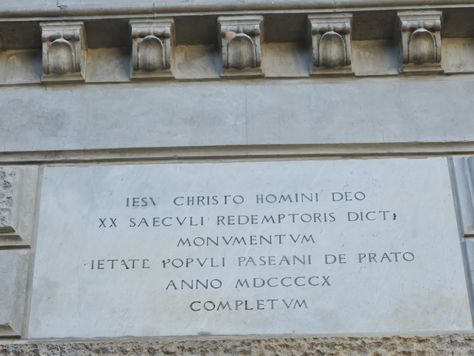 IESV CHRISTO HOMINI DEO
XX SAECVLI REDEMPTORIS DICT
MONVMENTVM
IETATE POPVLI PASEANI DE PRATO
ANNO MDCCCCX
COMPLETVM